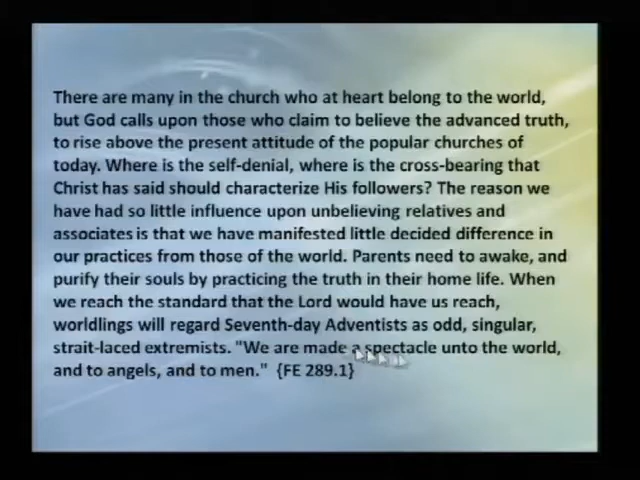 There are many in the church who at heart belong to the world,
but God calls upon those who claim to believe the advanced truth,
to rise above the present attitude of the popular churches of
today. Where is the self-denial, where is the cross-bearing that
Christ has said should characterize His followers? The reason we
have had so little influence upon unbelieving relatives and
associates is that we have manifested little decided difference in
our practices from those of the world. Parents need to awake, and
purify their souls by practicing the truth in their home life. When
we reach the standard that the Lord would have us reach,
worldlings will regard Seventh-day Adventists as odd, singular,
strait-laced extremists. "We are made a spectacle unto the world,
and to angels, and to men."  {FE 289.1}